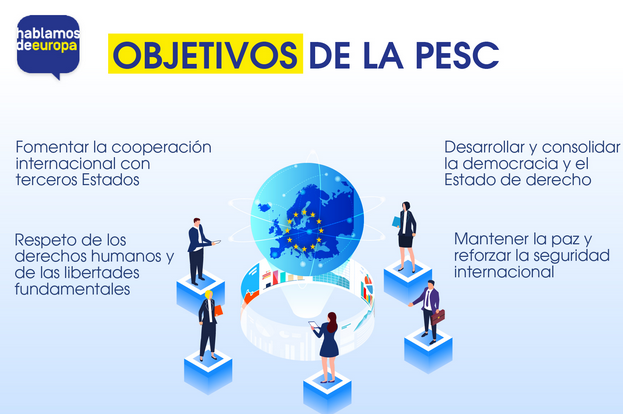 hablamos
deeuropa
OBJETIVOS DE LA PESC
Fomentar la cooperación
internacional con
terceros Estados
Desarrollar y consolidar
la democracia y el
Estado de derecho
Respeto de los
derechos humanos y
de las libertades
fundamentales
Mantener la paz y
reforzar la seguridad
internacional